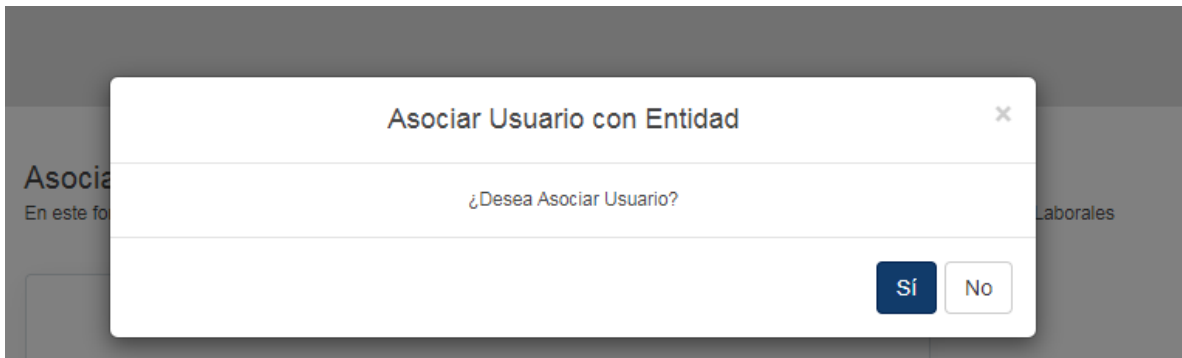 Asociar Usuario con Entidad
×
Asocia
¿Desea Asociar Usuario?
En este fo
Laborales
Sí
No